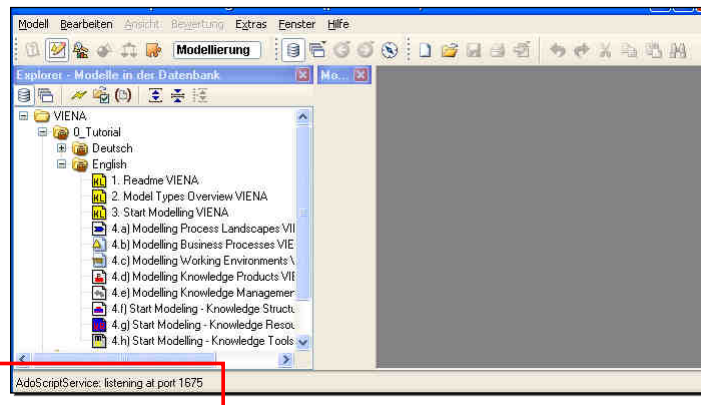 Modell Bearbeiten Ansicht Bewertung Extras Fenster Hilfe
Modellierung
Explorer - Modelle in der Datenbank
Mo...
VIENA
0_Tutorial
Deutsch
English
1. Readme VIENA
2. Model Types Overview VIENA
3. Start Modelling VIENA
4.a) Modelling Process Landscapes VII
4.b) Modelling Business Processes VIE
4.c) Modelling Working Environments \
4.d) Modelling Knowledge Products VIE
4.e) Modelling Knowledge Managemer
4.f) Start Modeling - Knowledge Structu
4.g) Start Modeling - Knowledge Resou
4.h) Start Modelling - Knowledge Tools
AdoScriptService: listening at port 1675